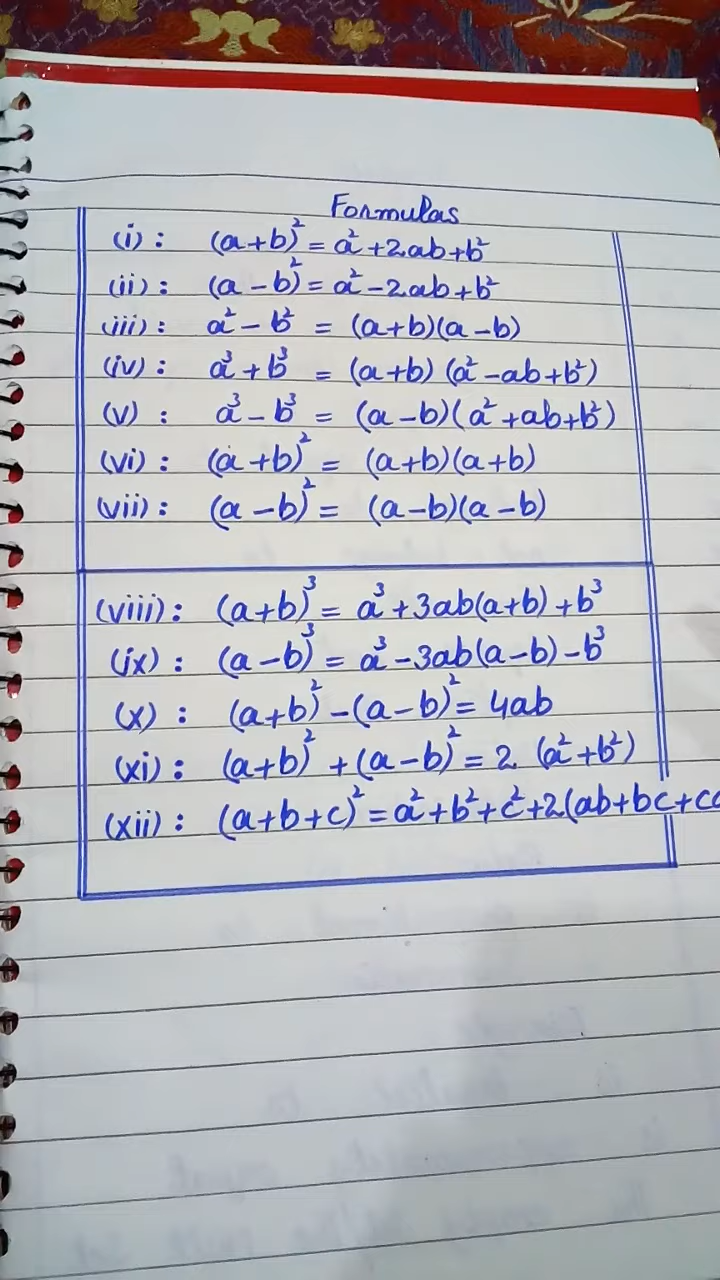 Formulas
(i): (a+b)² = a²+2ab+b²
(ii): (a-b)² = a²-2ab+b²
(iii): a²-b² = (a+b)(a-b)
(iv): a³+b³ = (a+b) (a²-ab+b²)
(v): a³-b³ = (a-b)(a²+ab+b²)
(vi): (a+b)² = (a+b)(a+b)
(vii): (a-b)² = (a-b)(a-b)
(viii): (a+b)³ = a³+3ab(a+b)+b³
(ix): (a-b)³ = a³-3ab(a-b)-b³
(x): (a+b)²-(a-b)² = 4ab
(xi): (a+b)²+(a-b)² = 2 (a²+b²)
(xii): (a+b+c)² = a²+b²+c²+2(ab+bc+c